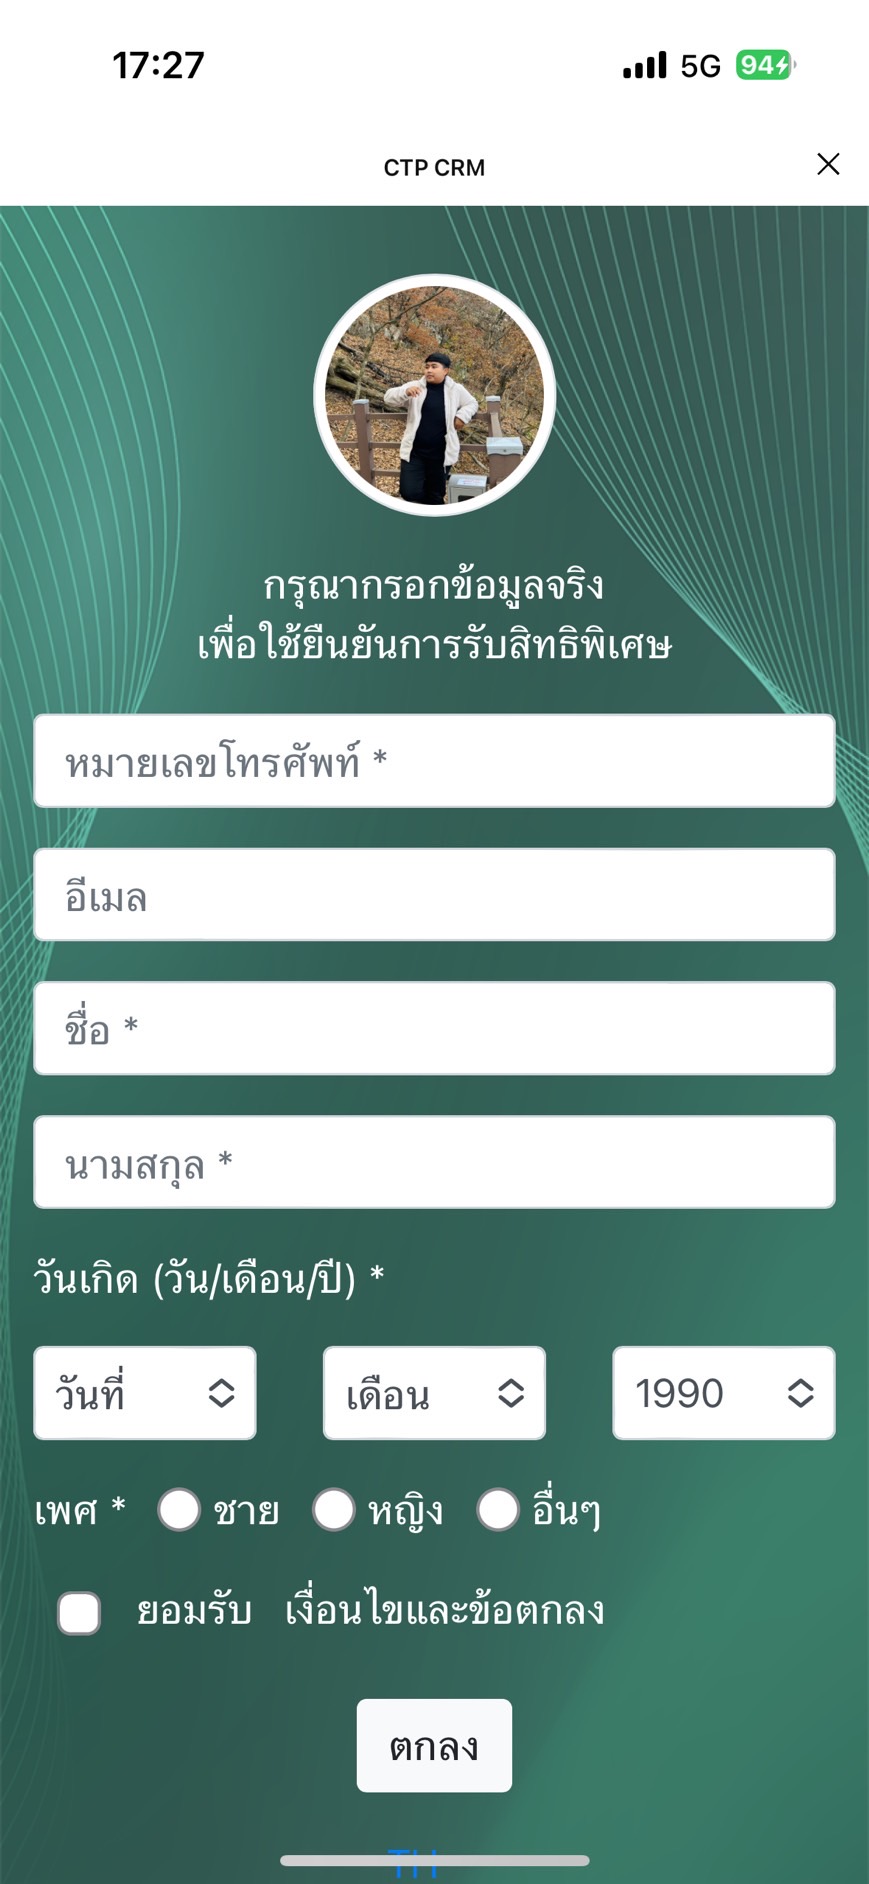 17:27 5G 94
CTP CRM
กรุณากรอกข้อมูลจริง
เพื่อใช้ยืนยันการรับสิทธิพิเศษ
หมายเลขโทรศัพท์ *
อีเมล
ชื่อ *
นามสกุล *
วันเกิด (วัน/เดือน/ปี) *
วันที่ เดือน 1990
เพศ * ชาย หญิง อื่นๆ
ยอมรับ เงื่อนไขและข้อตกลง
ตกลง
TH